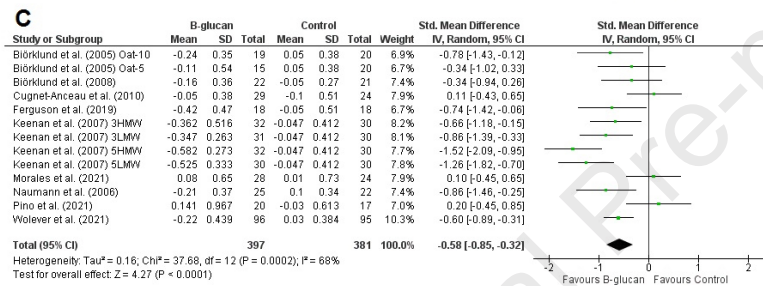 C
B-glucan Control Std. Mean Difference Std. Mean Difference
Study or Subgroup Mean SD Total Mean SD Total Weight IV, Random, 95% CI IV, Random, 95% CI
Biörklund et al. (2005) Oat-10 -0.24 0.35 19 0.05 0.38 20 6.9% -0.78 [-1.43, -0.12]
Biörklund et al. (2005) Oat-5 -0.11 0.54 15 0.05 0.38 20 6.8% -0.34 [-1.02, 0.33]
Biörklund et al. (2008) -0.16 0.36 22 -0.05 0.27 21 7.4% -0.34 [-0.94, 0.26]
Cugnet-Anceau et al. (2010) -0.05 0.38 29 -0.1 0.51 24 8.0% 0.11 [-0.43, 0.65]
Ferguson et al. (2019) -0.42 0.47 18 -0.05 0.51 18 6.7% -0.74 [-1.42, -0.06]
Keenan et al. (2007) 3HMW -0.362 0.516 32 -0.047 0.412 30 8.3% -0.66 [-1.18, -0.15]
Keenan et al. (2007) 3LMW -0.347 0.263 31 -0.047 0.412 30 8.2% -0.86 [-1.39, -0.33]
Keenan et al. (2007) 5HMW -0.582 0.273 32 -0.047 0.412 30 7.7% -1.52 [-2.09, -0.95]
Keenan et al. (2007) 5LMW -0.525 0.333 30 -0.047 0.412 30 7.8% -1.26 [-1.82, -0.70]
Morales et al. (2021) 0.08 0.65 28 0.01 0.73 24 8.0% 0.10 [-0.45, 0.65]
Naumann et al. (2006) -0.21 0.37 25 0.1 0.34 22 7.4% -0.86 [-1.46, -0.25]
Pino et al. (2021) 0.141 0.967 20 -0.03 0.613 17 7.0% 0.20 [-0.45, 0.85]
Wolever et al. (2021) -0.22 0.439 96 0.03 0.384 95 10.3% -0.60 [-0.89, -0.31]
Total (95% CI) 397 381 100.0% -0.58 [-0.85, -0.32]
Heterogeneity: Tau² = 0.16; Chi² = 37.68, df = 12 (P = 0.0002); I² = 68%
Test for overall effect: Z = 4.27 (P < 0.0001)
-2 -1 0 1 2
Favours B-glucan Favours Control
al Pre-p